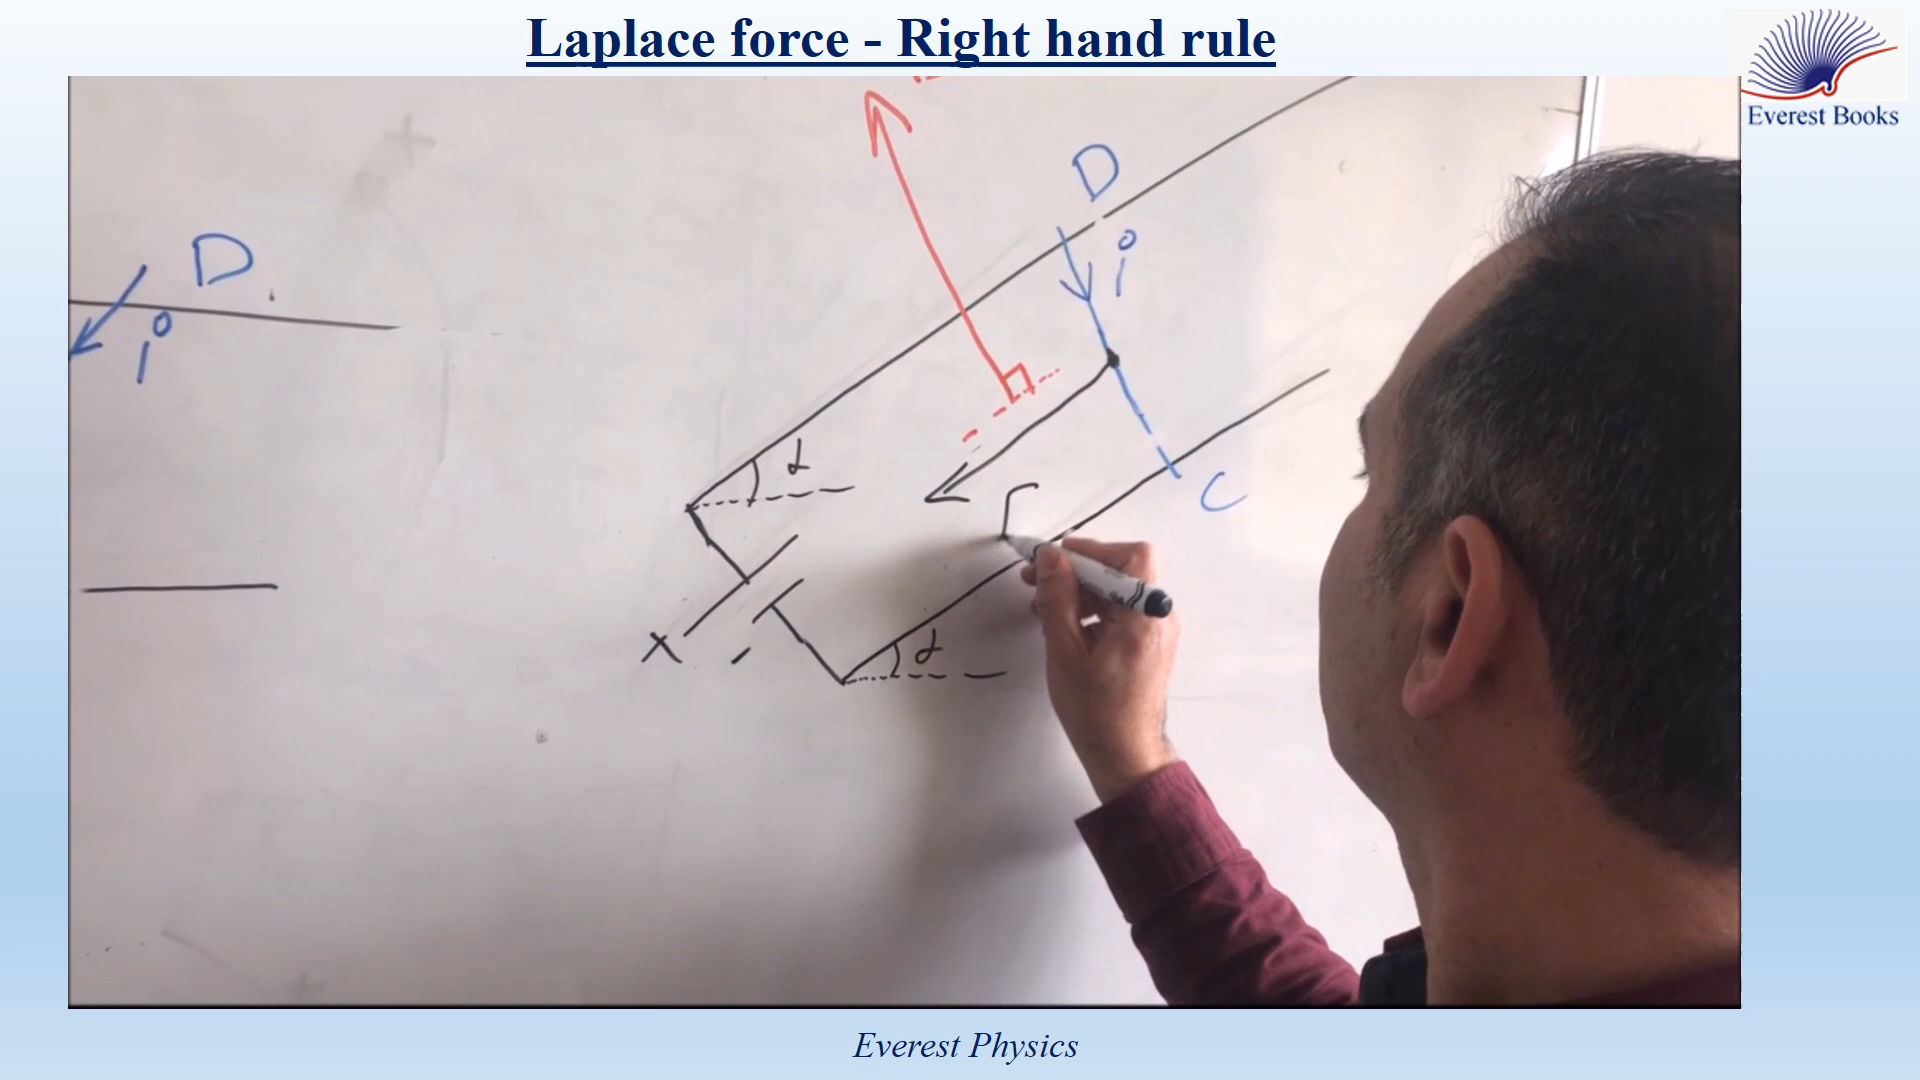 Laplace force - Right hand rule
Everest Books
D
i
D
i
α
C
α
-
Everest Physics